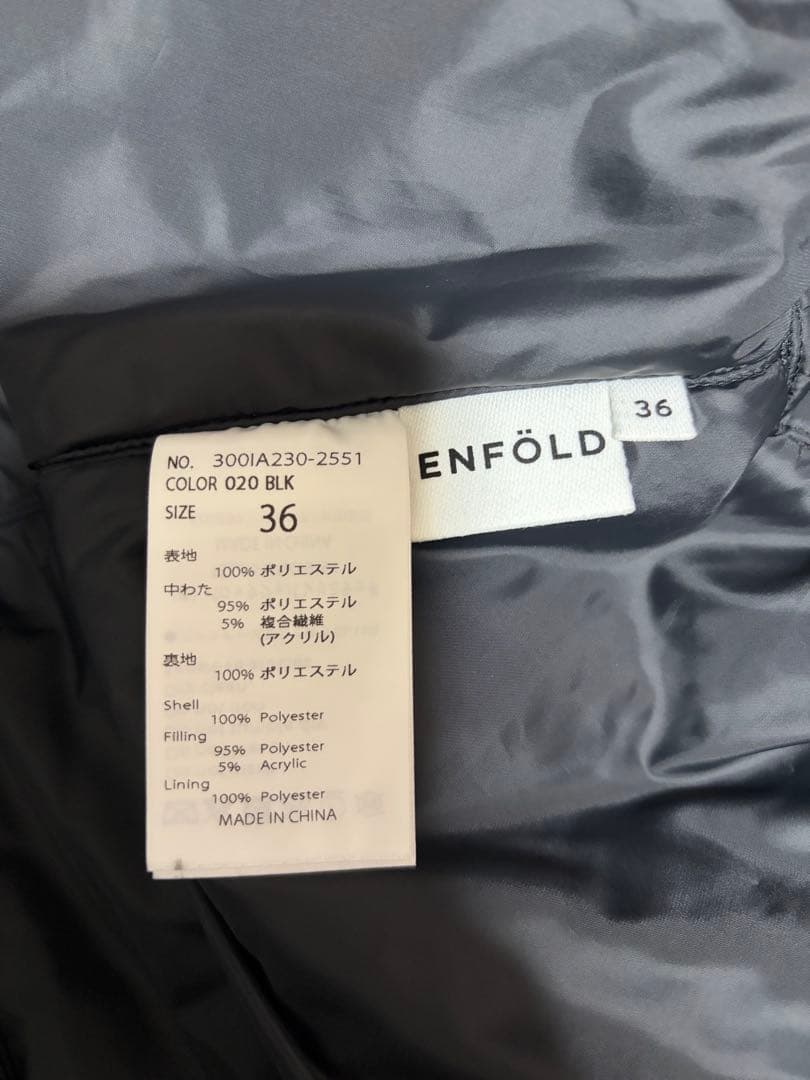 ENFÖLD
36
NO. 300IA230-2551
COLOR 020 BLK
SIZE 36
表地
100% ポリエステル
中わた
95% ポリエステル
5% 複合繊維
(アクリル)
裏地
100% ポリエステル
Shell
100% Polyester
Filling
95% Polyester
5% Acrylic
Lining
100% Polyester
MADE IN CHINA